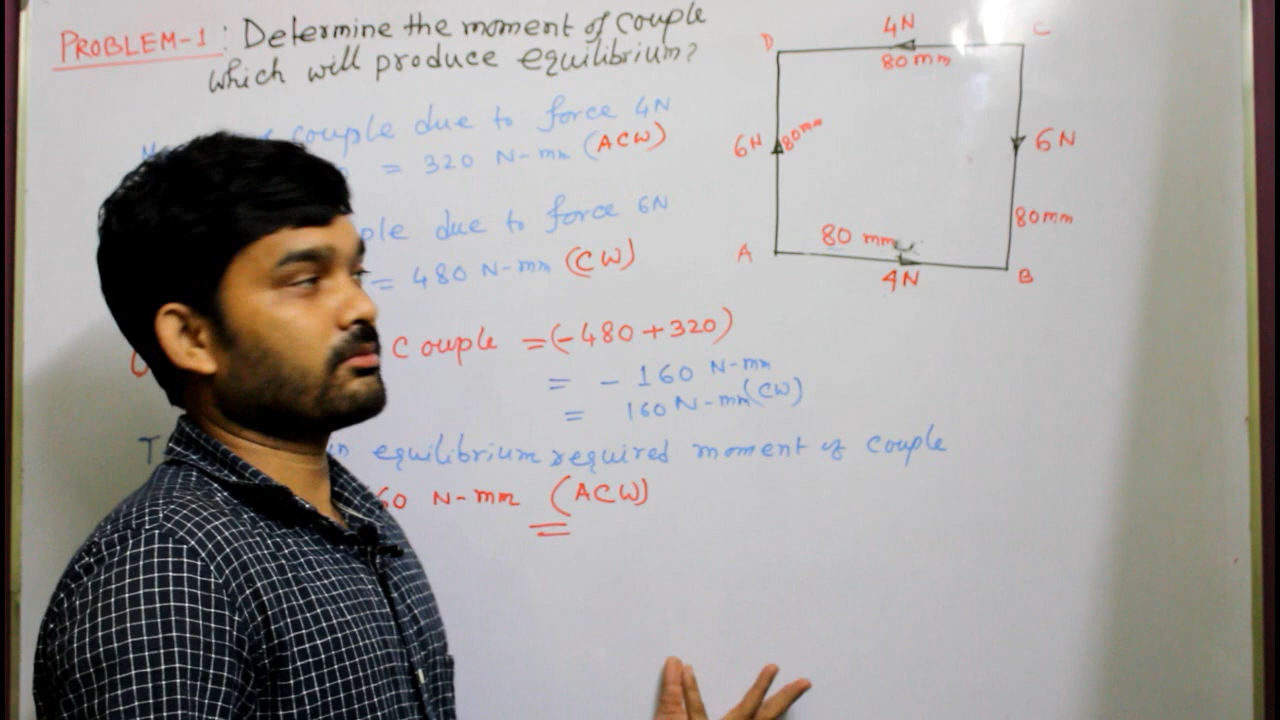 PROBLEM-1: Determine the moment of couple
which will produce equilibrium?
couple due to force 4N
= 320 N-mm (ACW)
due to force 6N
= 480 N-mm (CW)
Couple = (-480+320)
= - 160 N-mm
= 160 N-mm (CW)
equilibrium required moment of couple
N-mm (ACW)
D
4N
C
80 mm
6N
80mm
6N
80mm
A
80 mm
4N
B